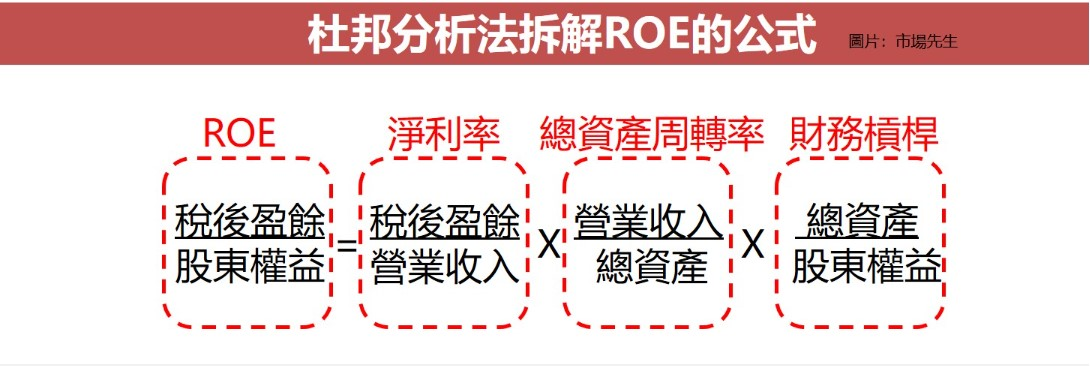 杜邦分析法拆解ROE的公式 圖片：市場先生
ROE 淨利率 總資產周轉率 財務槓桿
稅後盈餘 稅後盈餘 營業收入 總資產
= X X
股東權益 營業收入 總資產 股東權益